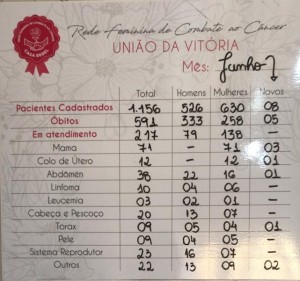 Rede Feminina de Combate ao Câncer
UNIÃO DA VITÓRIA
Mês: Junho
Total Homens Mulheres Novos
Pacientes Cadastrados 1.156 526 630 08
Óbitos 591 333 258 05
Em atendimento 217 79 138 —
Mama 71 — 71 03
Colo de Útero 12 — 12 01
Abdômen 38 22 16 01
Linfoma 10 04 06 —
Leucemia 03 02 01 —
Cabeça e Pescoço 20 13 07 —
Torax 09 05 04 01
Pele 09 04 05 —
Sistema Reprodutor 23 16 07 —
Outros 22 13 09 02